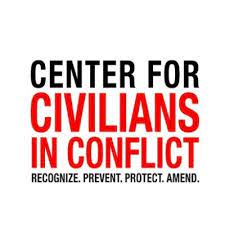 CENTER FOR
CIVILIANS
IN CONFLICT
RECOGNIZE. PREVENT. PROTECT. AMEND.